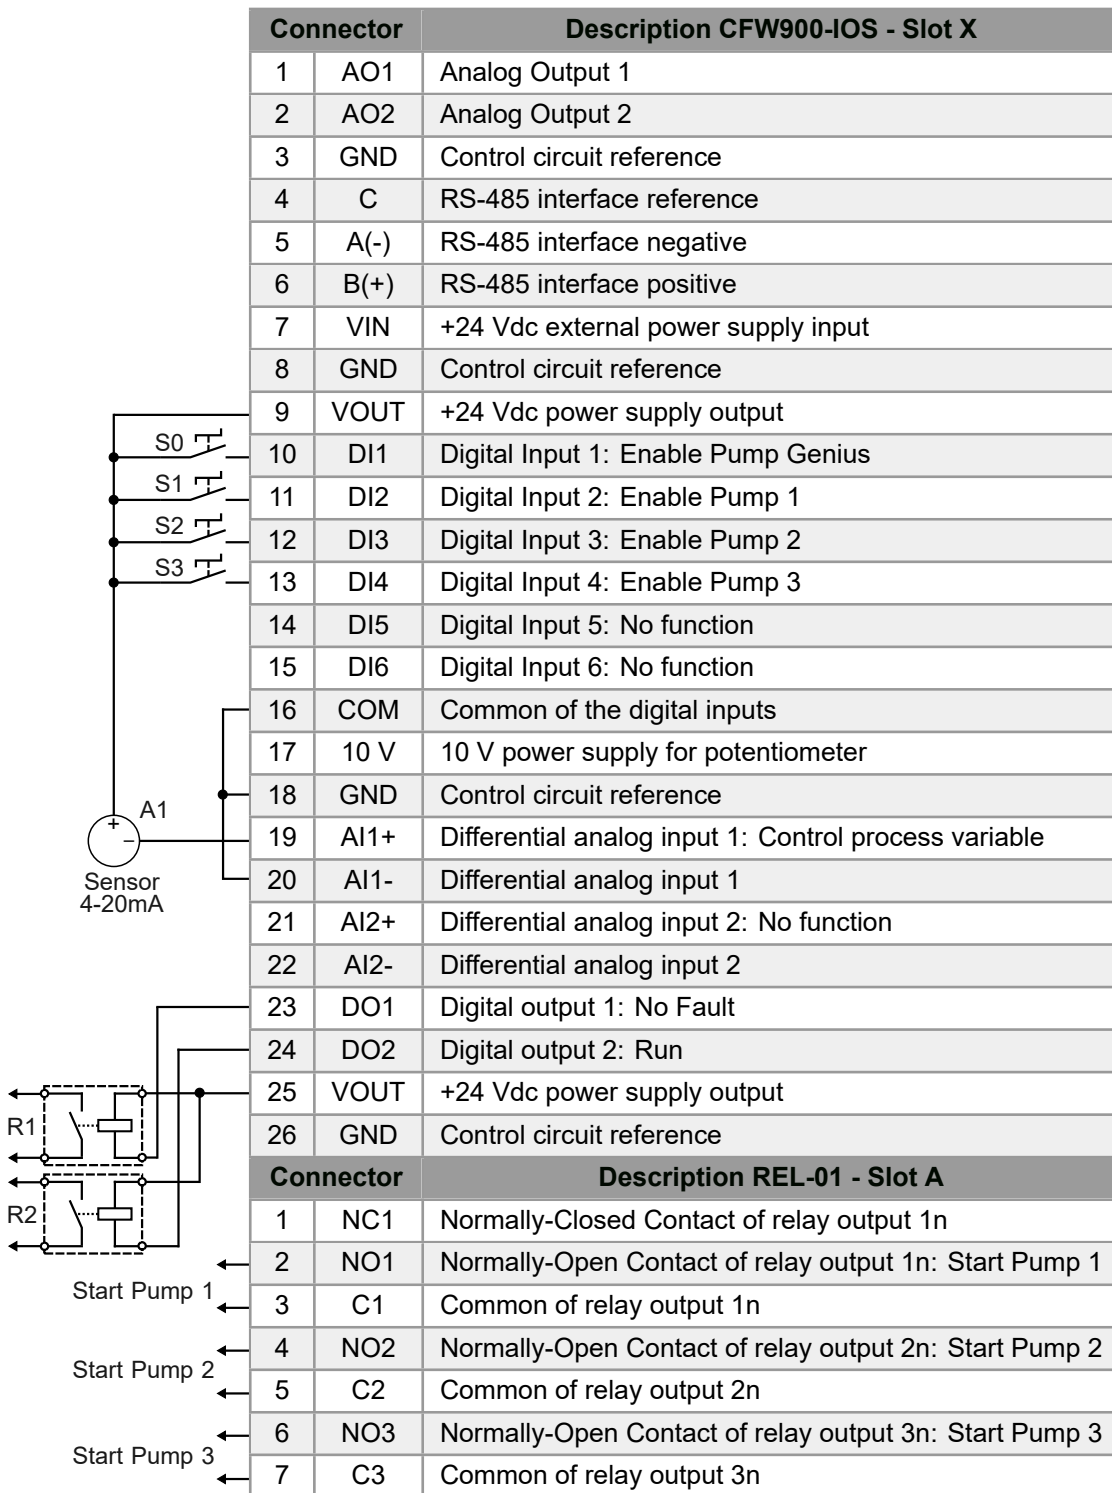 Connector Description CFW900-IOS - Slot X
1 AO1 Analog Output 1
2 AO2 Analog Output 2
3 GND Control circuit reference
4 C RS-485 interface reference
5 A(-) RS-485 interface negative
6 B(+) RS-485 interface positive
7 VIN +24 Vdc external power supply input
8 GND Control circuit reference
9 VOUT +24 Vdc power supply output
S0 10 DI1 Digital Input 1: Enable Pump Genius
S1 11 DI2 Digital Input 2: Enable Pump 1
S2 12 DI3 Digital Input 3: Enable Pump 2
S3 13 DI4 Digital Input 4: Enable Pump 3
14 DI5 Digital Input 5: No function
15 DI6 Digital Input 6: No function
16 COM Common of the digital inputs
17 10 V 10 V power supply for potentiometer
18 GND Control circuit reference
A1
+
–
19 AI1+ Differential analog input 1: Control process variable
Sensor
4-20mA
20 AI1- Differential analog input 1
21 AI2+ Differential analog input 2: No function
22 AI2- Differential analog input 2
23 DO1 Digital output 1: No Fault
24 DO2 Digital output 2: Run
25 VOUT +24 Vdc power supply output
R1
26 GND Control circuit reference
Connector Description REL-01 - Slot A
R2
1 NC1 Normally-Closed Contact of relay output 1n
2 NO1 Normally-Open Contact of relay output 1n: Start Pump 1
Start Pump 1
3 C1 Common of relay output 1n
4 NO2 Normally-Open Contact of relay output 2n: Start Pump 2
Start Pump 2
5 C2 Common of relay output 2n
6 NO3 Normally-Open Contact of relay output 3n: Start Pump 3
Start Pump 3
7 C3 Common of relay output 3n